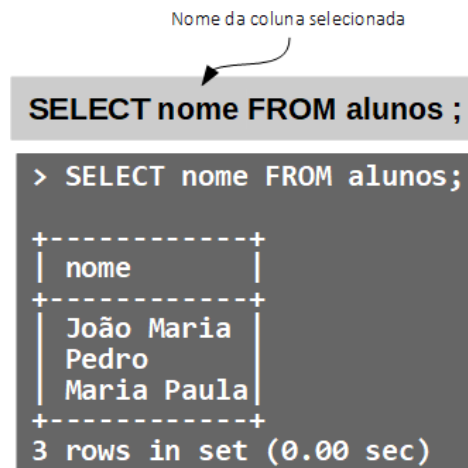 Nome da coluna selecionada
SELECT nome FROM alunos ;
> SELECT nome FROM alunos;
+------------+
| nome |
+------------+
| João Maria |
| Pedro |
| Maria Paula|
+------------+
3 rows in set (0.00 sec)